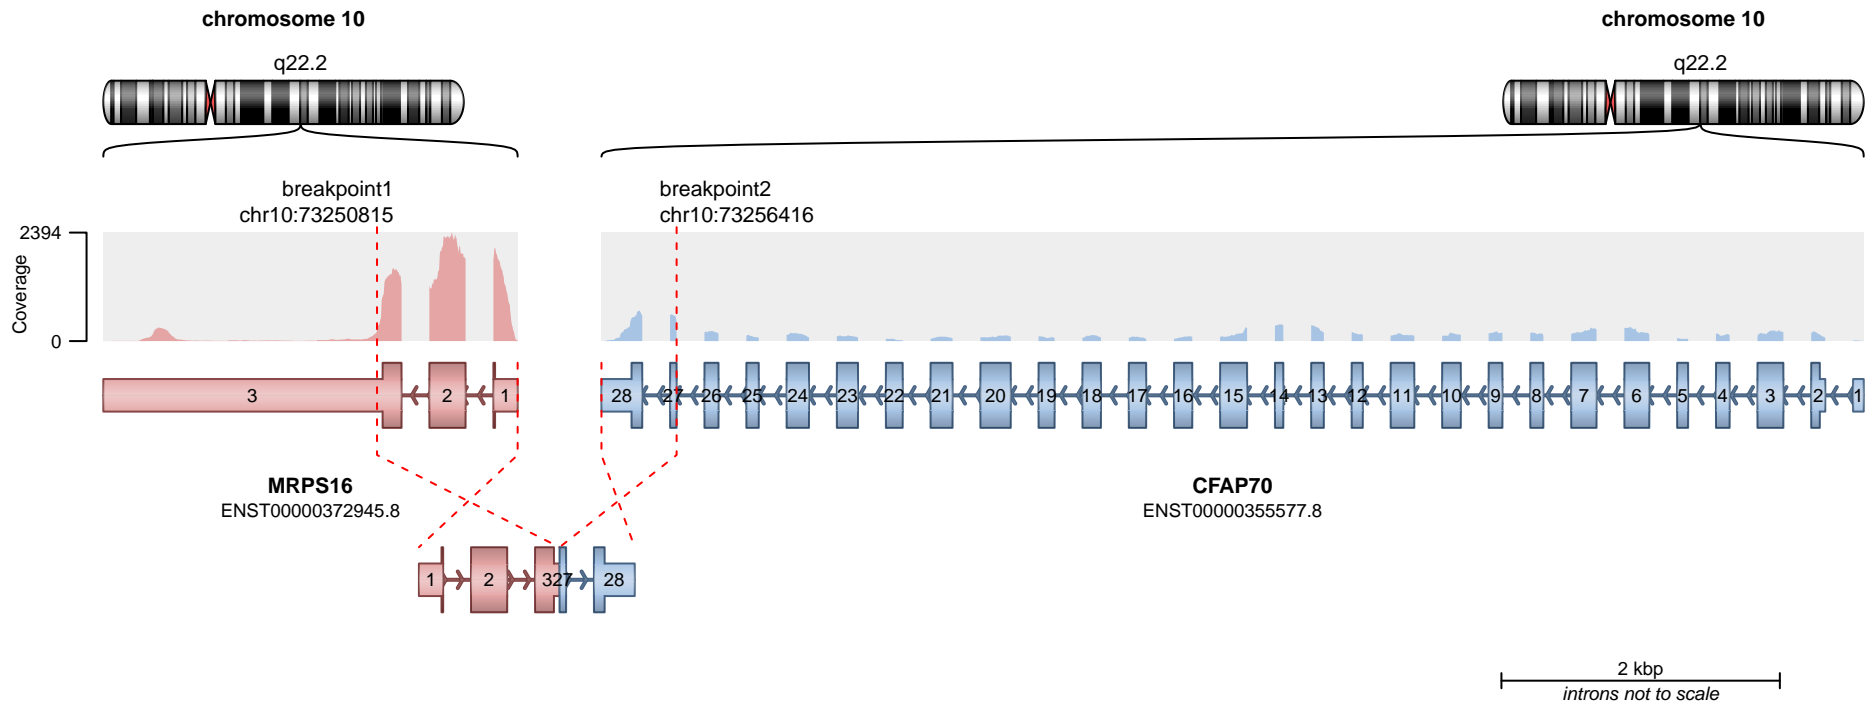 chromosome 10
chromosome 10
q22.2
q22.2
breakpoint1
chr10:73250815
breakpoint2
chr10:73256416
2394
Coverage
0
3 2 1
28 27 26 25 24 23 22 21 20 19 18 17 16 15 14 13 12 11 10 9 8 7 6 5 4 3 2 1
MRPS16
ENST00000372945.8
CFAP70
ENST00000355577.8
1 2 3 27 28
2 kbp
introns not to scale